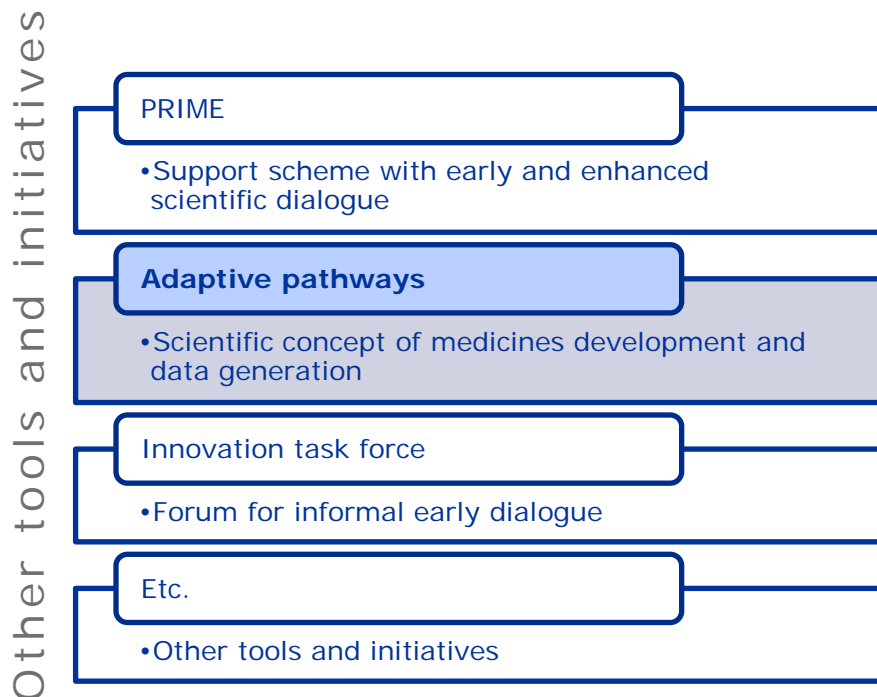 Other tools and initiatives
PRIME
•Support scheme with early and enhanced
scientific dialogue
Adaptive pathways
•Scientific concept of medicines development and
data generation
Innovation task force
•Forum for informal early dialogue
Etc.
•Other tools and initiatives